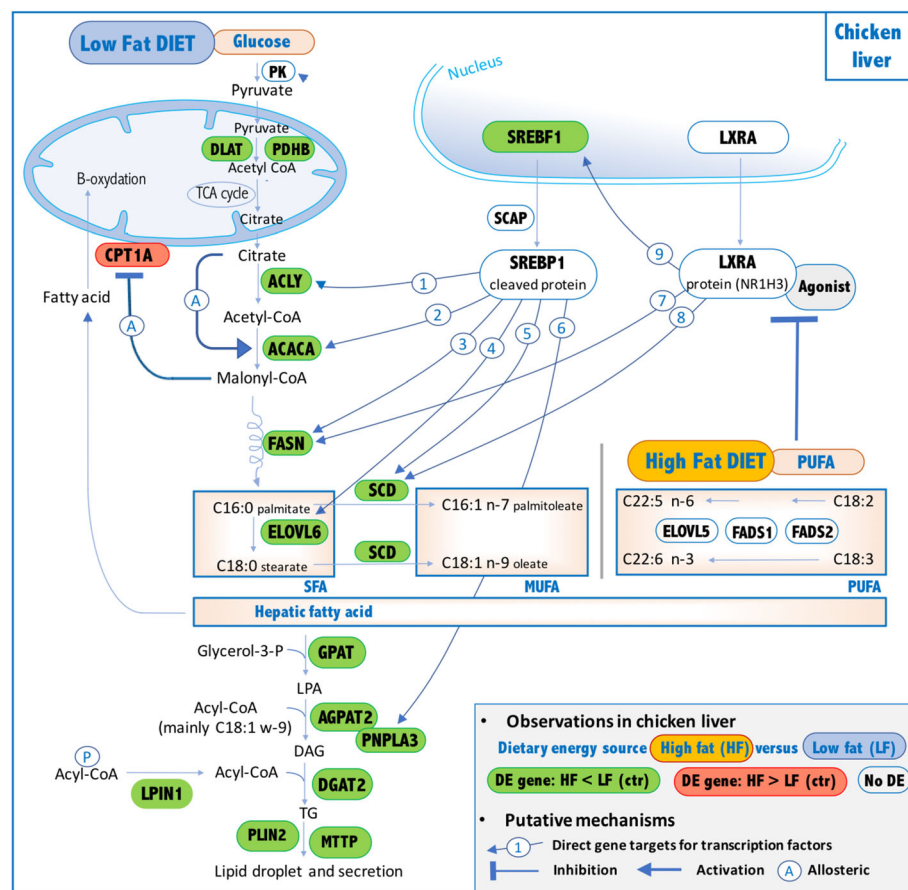 Low Fat DIET Glucose
Chicken
liver
PK
Pyruvate
Nucleus
Pyruvate
DLAT PDHB
Acetyl CoA
SREBF1 LXRA
B-oxydation
TCA cycle
Citrate
SCAP
CPT1A
Citrate
SREBP1
cleaved protein
9
LXRA
protein (NR1H3)
Agonist
Fatty acid
ACLY
1
A
Acetyl-CoA
2
3
4
5
6
7
8
A
ACACA
Malonyl-CoA
FASN
High Fat DIET PUFA
SCD
C16:0 palmitate
C16:1 n-7 palmitoleate
ELOVL6
SCD
C18:0 stearate
C18:1 n-9 oleate
C22:5 n-6 C18:2
ELOVL5 FADS1 FADS2
C22:6 n-3 C18:3
SFA MUFA PUFA
Hepatic fatty acid
Glycerol-3-P
GPAT
LPA
Acyl-CoA
(mainly C18:1 w-9)
AGPAT2
PNPLA3
DAG
P
Acyl-CoA
LPIN1
Acyl-CoA
DGAT2
TG
PLIN2 MTTP
Lipid droplet and secretion
• Observations in chicken liver
Dietary energy source High fat (HF) versus Low fat (LF)
DE gene: HF < LF (ctr) DE gene: HF > LF (ctr) No DE
• Putative mechanisms
1 Direct gene targets for transcription factors
Inhibition Activation A Allosteric